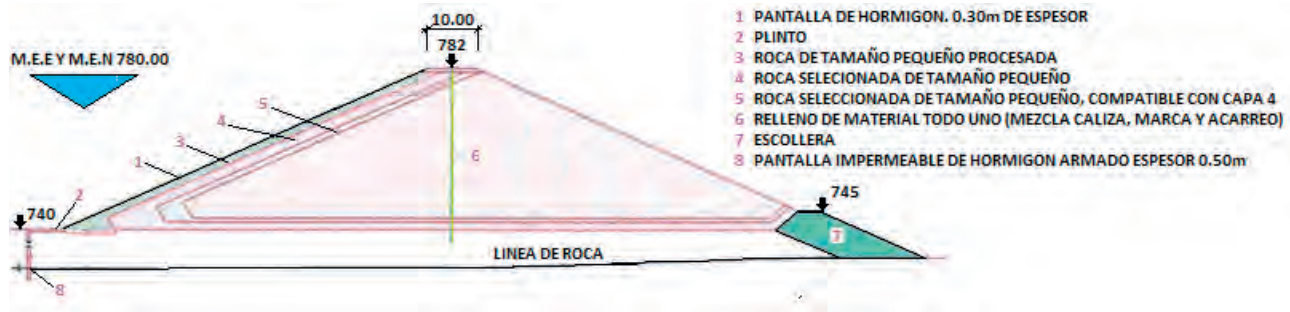 10.00
782
M.E.E Y M.E.N 780.00
1 PANTALLA DE HORMIGON. 0.30m DE ESPESOR
2 PLINTO
3 ROCA DE TAMAÑO PEQUEÑO PROCESADA
4 ROCA SELECIONADA DE TAMAÑO PEQUEÑO
5 ROCA SELECCIONADA DE TAMAÑO PEQUEÑO, COMPATIBLE CON CAPA 4
6 RELLENO DE MATERIAL TODO UNO (MEZCLA CALIZA, MARCA Y ACARREO)
7 ESCOLLERA
8 PANTALLA IMPERMEABLE DE HORMIGON ARMADO ESPESOR 0.50m
5
4
3
6
1
2
745
740
7
LINEA DE ROCA
8